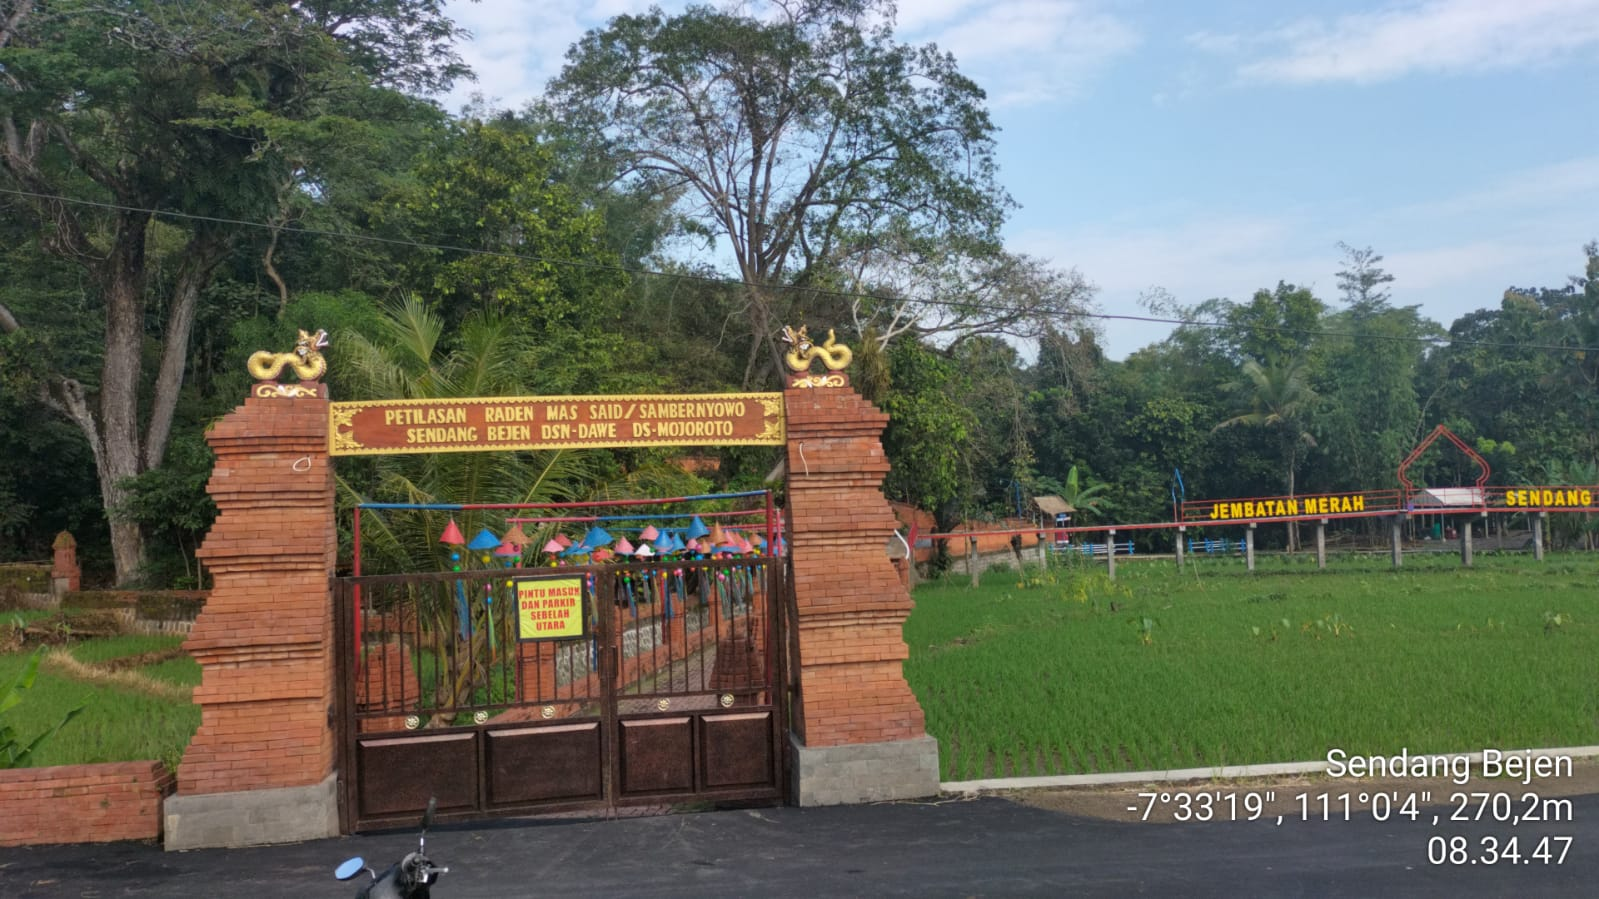 PETILASAN RADEN MAS SAID/SAMBERNYOWO
SENDANG BEJEN DSN-DAWE DS-MOJOROTO
PINTU MASUK
DAN PARKIR
SEBELAH
UTARA
JEMBATAN MERAH
SENDANG
Sendang Bejen
-7°33'19", 111°0'4", 270,2m
08.34.47